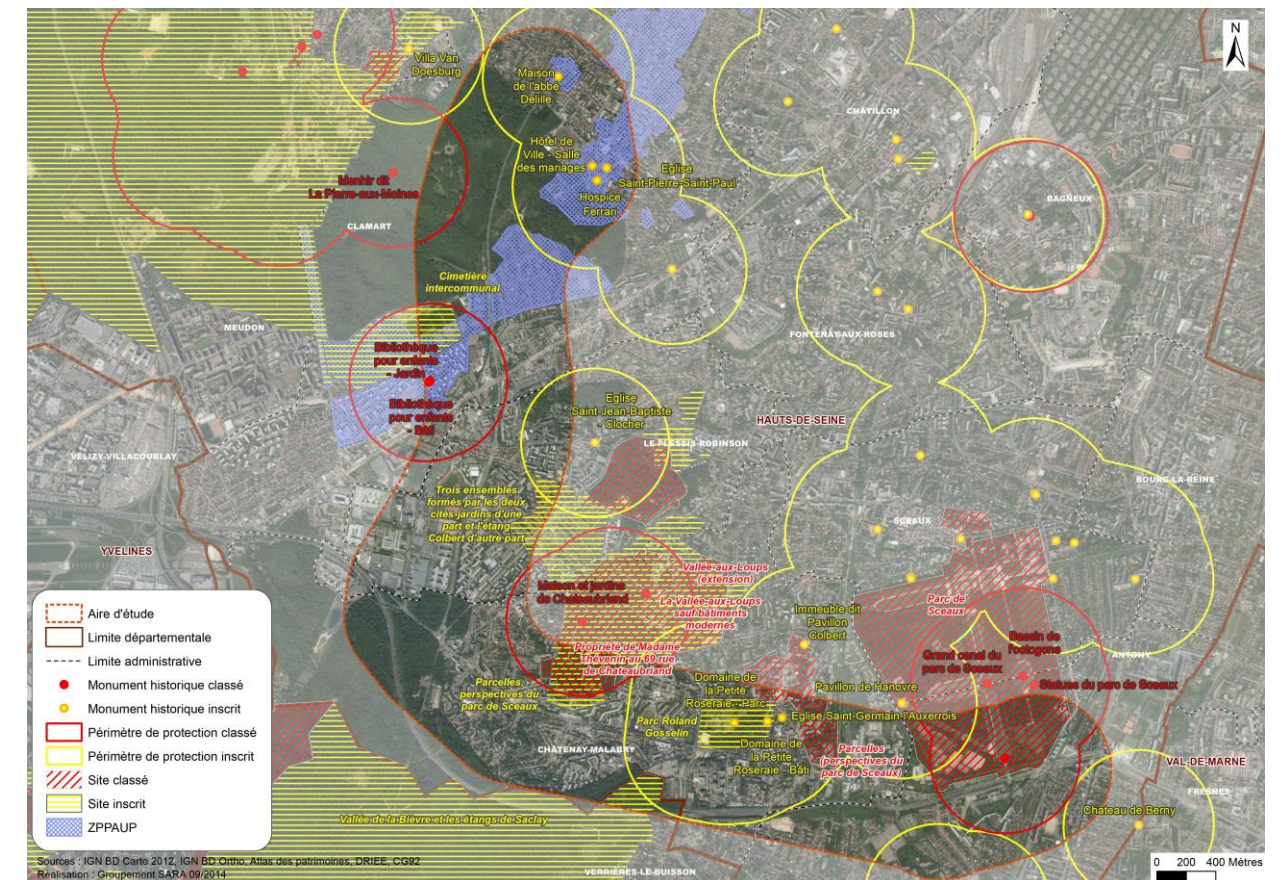 N
Villa Van
Doesburg
Maison
de l'abbé
Delille
CHÂTILLON
Hôtel de
Ville - Salle
des mariages
Eglise
Saint-Pierre-Saint-Paul
Hospice
Ferrari
Menhir dit
La Pierre-aux-Moines
CLAMART
BAGNEUX
Cimetière
intercommunal
MEUDON
FONTENAY-AUX-ROSES
Bibliothèque
pour enfants
- Jardin
Bibliothèque
pour enfants
- Bâti
Eglise
Saint-Jean-Baptiste
- Clocher
HAUTS-DE-SEINE
LE-PLESSIS-ROBINSON
VELIZY-VILLACOUBLAY
BOURG-LA-REINE
Trois ensembles
formés par les deux
cités-jardins d'une
part et l'étang
Colbert d'autre part
SCEAUX
YVELINES
Vallée-aux-Loups
(extension)
Maison et jardins
de Chateaubriand
La Vallée-aux-Loups
sauf bâtiments
modernes
Parc de
Sceaux
Immeuble dit
Pavillon
Colbert
Bassin de
l'octogone
Grand canal du
parc de Sceaux
ANTONY
Propriété de Madame
Thévenin au 69 rue
de Chateaubriand
Statues du parc de Sceaux
Parcelles,
perspectives du
parc de Sceaux
Domaine de
la Petite
Roseraie - Parc
Pavillon de Hanovre
Parc Roland
Gosselin
Eglise Saint-Germain-l'Auxerrois
CHÂTENAY-MALABRY
Domaine de
la Petite
Roseraie - Bâti
Parcelles
(perspectives du
parc de Sceaux)
VAL-DE-MARNE
FRESNES
Château de Berny
Vallée de la Bièvre et les étangs de Saclay
VERRIÈRES-LE-BUISSON
Aire d'étude
Limite départementale
Limite administrative
Monument historique classé
Monument historique inscrit
Périmètre de protection classé
Périmètre de protection inscrit
Site classé
Site inscrit
ZPPAUP
Sources : IGN BD Carto 2012, IGN BD Ortho, Atlas des patrimoines, DRIEE, CG92
Réalisation : Groupement SARA 09/2014
0 200 400 Mètres